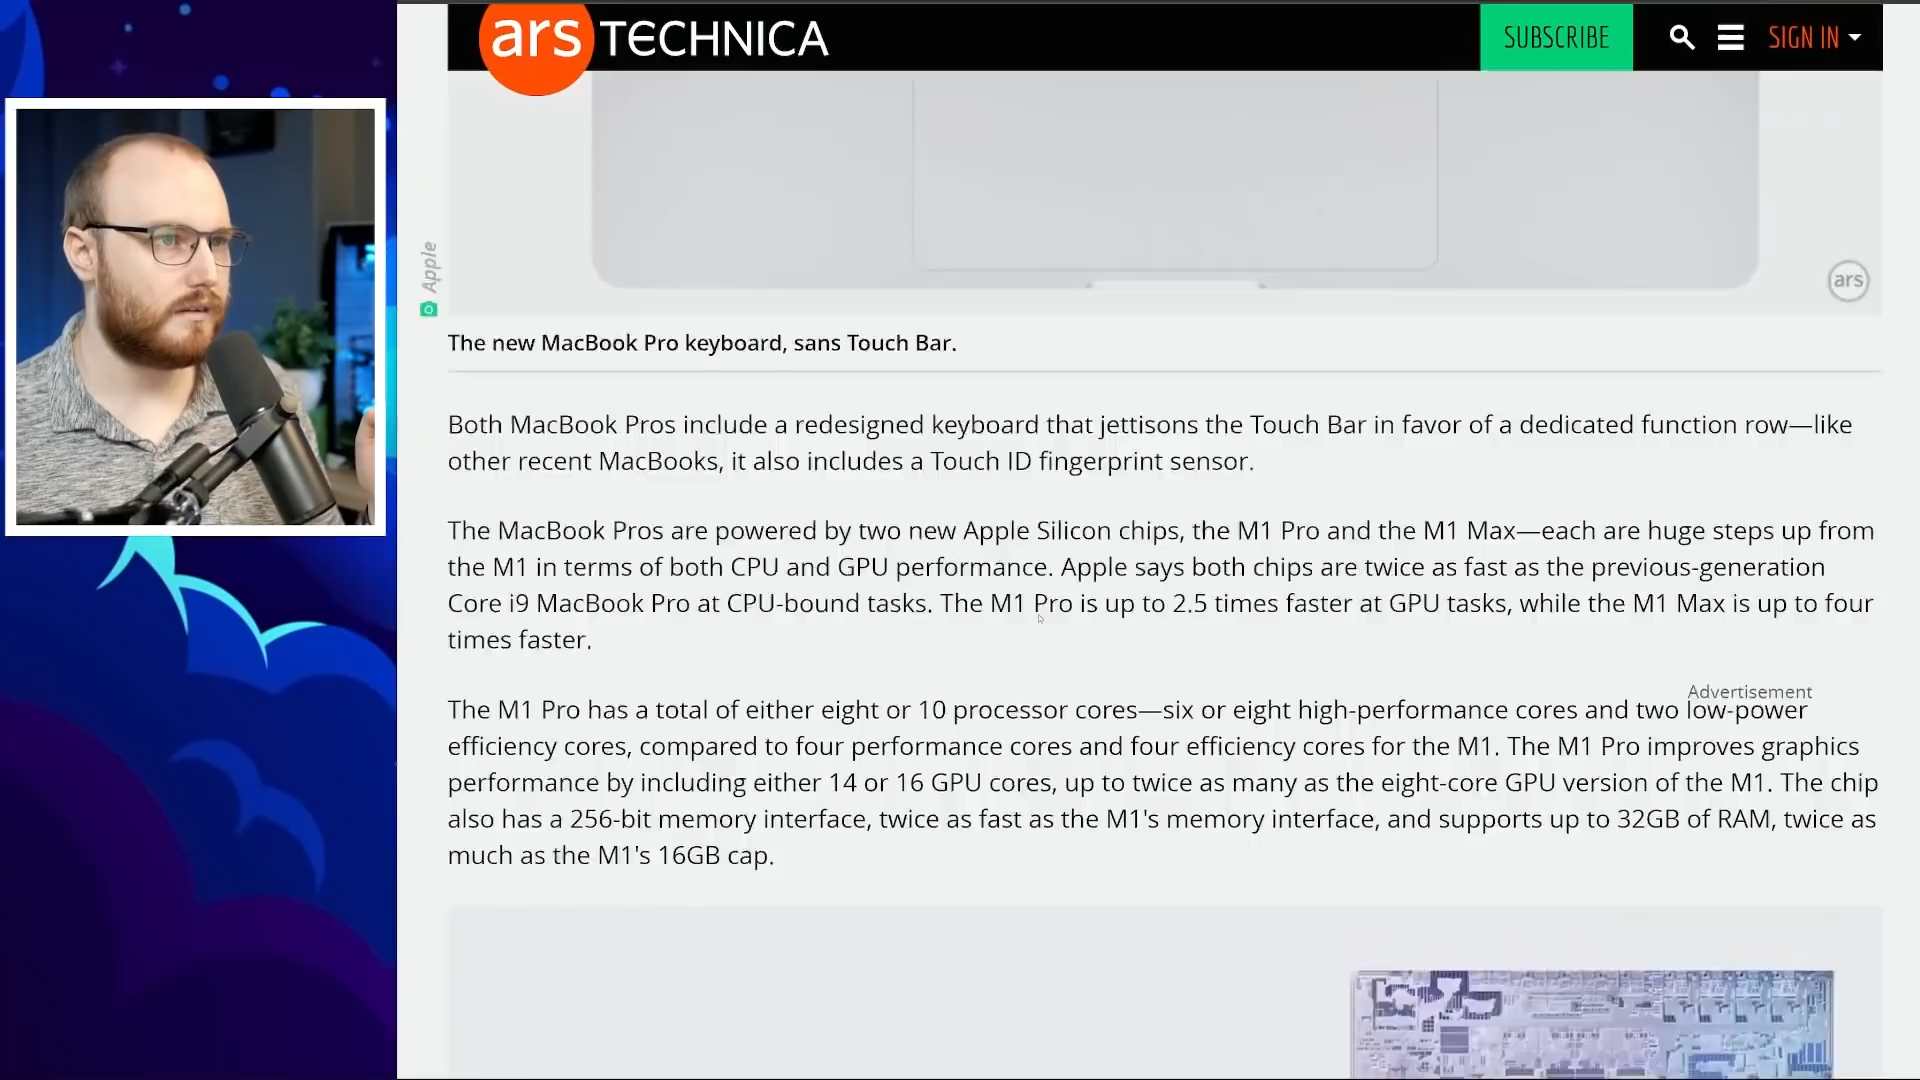 ars TECHNICA
SUBSCRIBE
SIGN IN
Apple
ars
The new MacBook Pro keyboard, sans Touch Bar.
Both MacBook Pros include a redesigned keyboard that jettisons the Touch Bar in favor of a dedicated function row—like
other recent MacBooks, it also includes a Touch ID fingerprint sensor.
The MacBook Pros are powered by two new Apple Silicon chips, the M1 Pro and the M1 Max—each are huge steps up from
the M1 in terms of both CPU and GPU performance. Apple says both chips are twice as fast as the previous-generation
Core i9 MacBook Pro at CPU-bound tasks. The M1 Pro is up to 2.5 times faster at GPU tasks, while the M1 Max is up to four
times faster.
Advertisement
The M1 Pro has a total of either eight or 10 processor cores—six or eight high-performance cores and two low-power
efficiency cores, compared to four performance cores and four efficiency cores for the M1. The M1 Pro improves graphics
performance by including either 14 or 16 GPU cores, up to twice as many as the eight-core GPU version of the M1. The chip
also has a 256-bit memory interface, twice as fast as the M1's memory interface, and supports up to 32GB of RAM, twice as
much as the M1's 16GB cap.